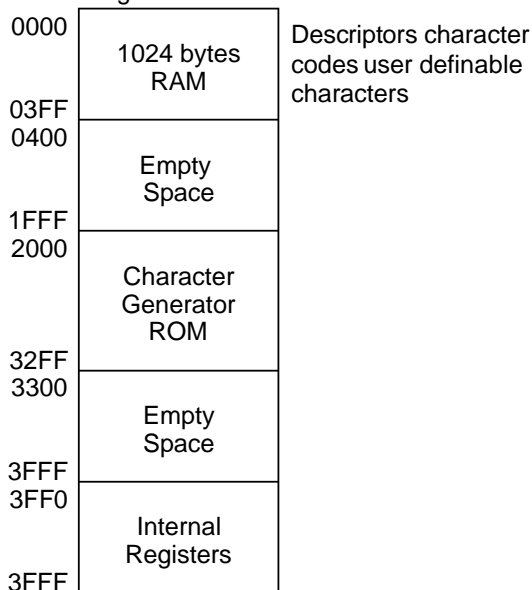 0000
1024 bytes
RAM
Descriptors character
codes user definable
characters
03FF
0400
Empty
Space
1FFF
2000
Character
Generator
ROM
32FF
3300
Empty
Space
3FFF
3FF0
Internal
Registers
3FFF